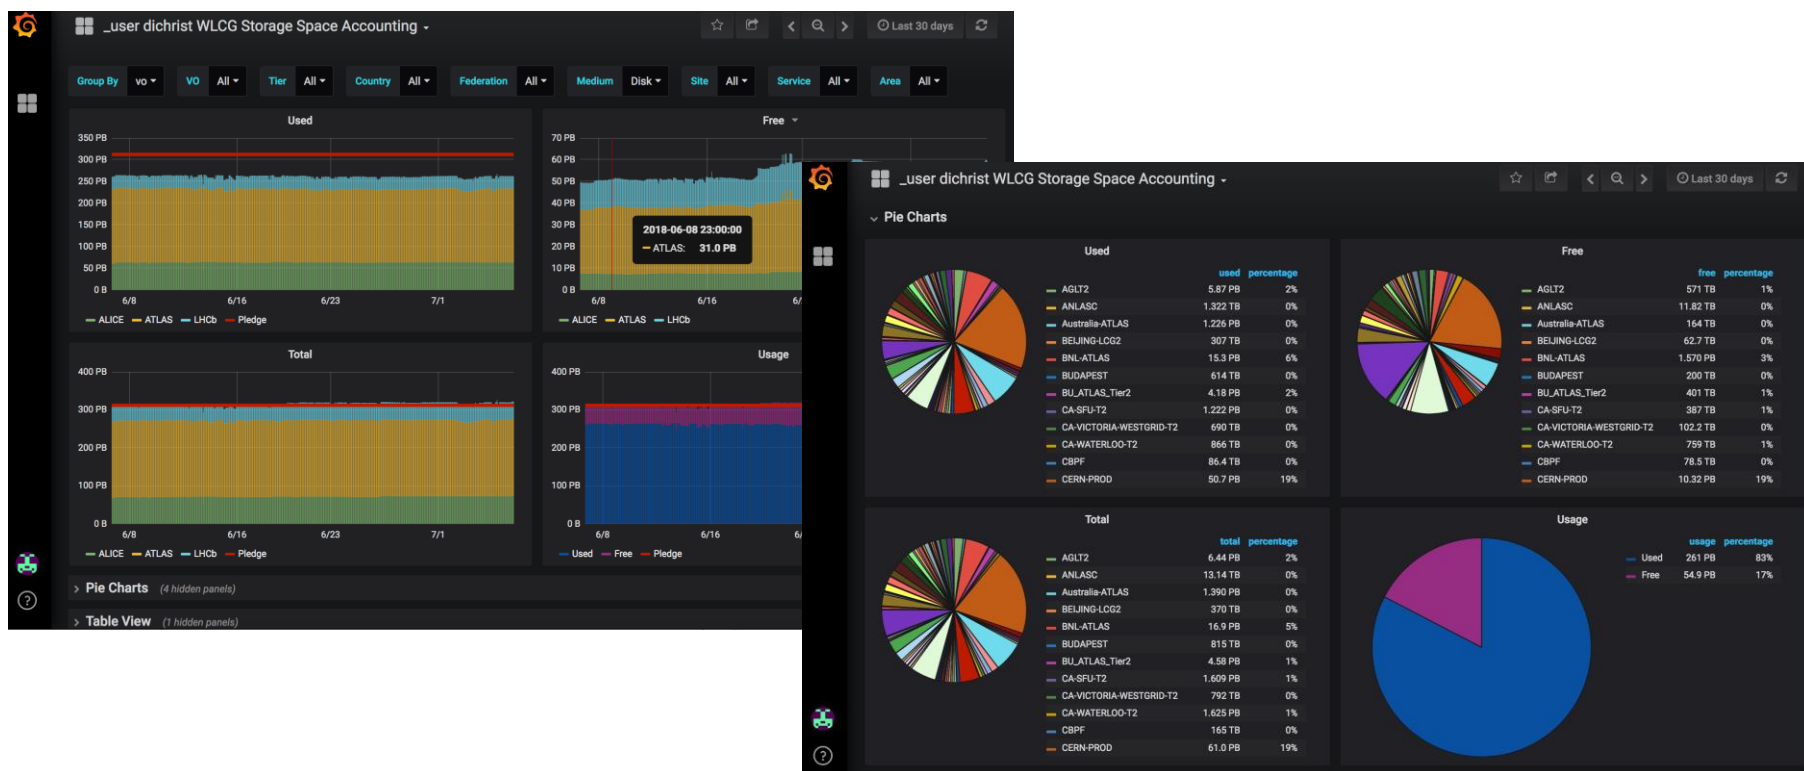 _user dichrist WLCG Storage Space Accounting
Last 30 days
Group By vo VO All Tier All Country All Federation All Medium Disk Site All Service All Area All
Used
350 PB
300 PB
250 PB
200 PB
150 PB
100 PB
50 PB
0 B
6/8 6/16 6/23 7/1
ALICE ATLAS LHCb Pledge
Free
70 PB
60 PB
50 PB
40 PB
30 PB
20 PB
10 PB
0 B
2018-06-08 23:00:00
ATLAS: 31.0 PB
6/8 6/16
ALICE ATLAS LHCb
Total
400 PB
300 PB
200 PB
100 PB
0 B
6/8 6/16 6/23 7/1
ALICE ATLAS LHCb Pledge
Usage
400 PB
300 PB
200 PB
100 PB
0 B
6/8 6/16
Used Free Pledge
Pie Charts (4 hidden panels)
Table View (1 hidden panels)
?
_user dichrist WLCG Storage Space Accounting
Last 30 days
Pie Charts
Used
used percentage
AGLT2 5.87 PB 2%
ANLASC 1.322 TB 0%
Australia-ATLAS 1.226 PB 0%
BEIJING-LCG2 307 TB 0%
BNL-ATLAS 15.3 PB 6%
BUDAPEST 614 TB 0%
BU_ATLAS_Tier2 4.18 PB 2%
CA-SFU-T2 1.222 PB 0%
CA-VICTORIA-WESTGRID-T2 690 TB 0%
CA-WATERLOO-T2 866 TB 0%
CBPF 86.4 TB 0%
CERN-PROD 50.7 PB 19%
Free
free percentage
AGLT2 571 TB 1%
ANLASC 11.82 TB 0%
Australia-ATLAS 164 TB 0%
BEIJING-LCG2 62.7 TB 0%
BNL-ATLAS 1.570 PB 3%
BUDAPEST 200 TB 0%
BU_ATLAS_Tier2 401 TB 1%
CA-SFU-T2 387 TB 1%
CA-VICTORIA-WESTGRID-T2 102.2 TB 0%
CA-WATERLOO-T2 759 TB 1%
CBPF 78.5 TB 0%
CERN-PROD 10.32 PB 19%
Total
total percentage
AGLT2 6.44 PB 2%
ANLASC 13.14 TB 0%
Australia-ATLAS 1.390 PB 0%
BEIJING-LCG2 370 TB 0%
BNL-ATLAS 16.9 PB 5%
BUDAPEST 815 TB 0%
BU_ATLAS_Tier2 4.58 PB 1%
CA-SFU-T2 1.609 PB 1%
CA-VICTORIA-WESTGRID-T2 792 TB 0%
CA-WATERLOO-T2 1.625 PB 1%
CBPF 165 TB 0%
CERN-PROD 61.0 PB 19%
Usage
usage percentage
Used 261 PB 83%
Free 54.9 PB 17%
?